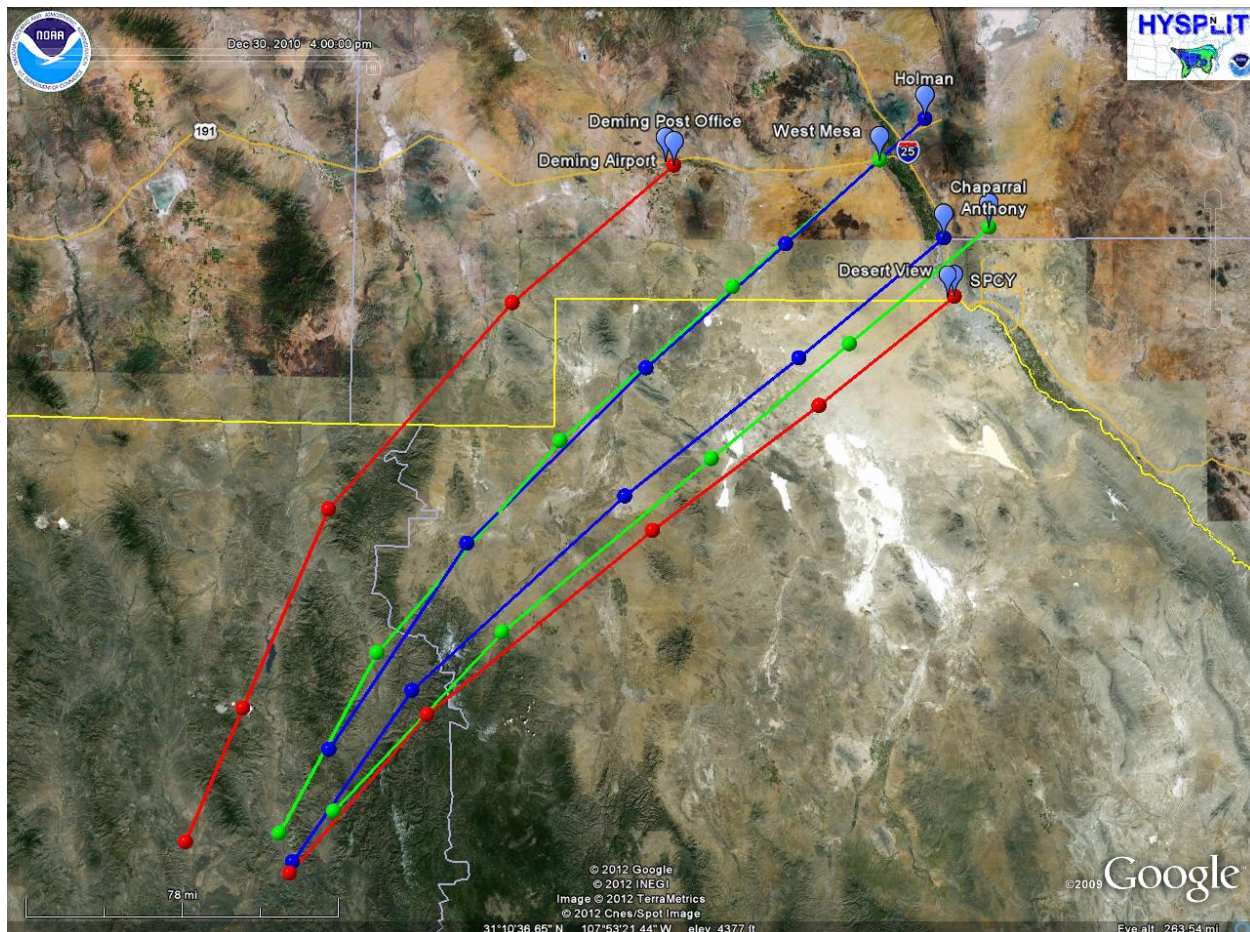 NOAA
Dec 30, 2010 4:00:00 pm
HYSPLIT
NOAA
Holman
191
Deming Post Office
West Mesa
Deming Airport
25
Chaparral
Anthony
Desert View
SPCY
78 mi
© 2012 Google
© 2012 INEGI
Image © 2012 TerraMetrics
© 2012 Cnes/Spot Image
©2009 Google
31°10'36.65" N 107°53'21.44" W elev 4377 ft
Eye alt 263.54 mi